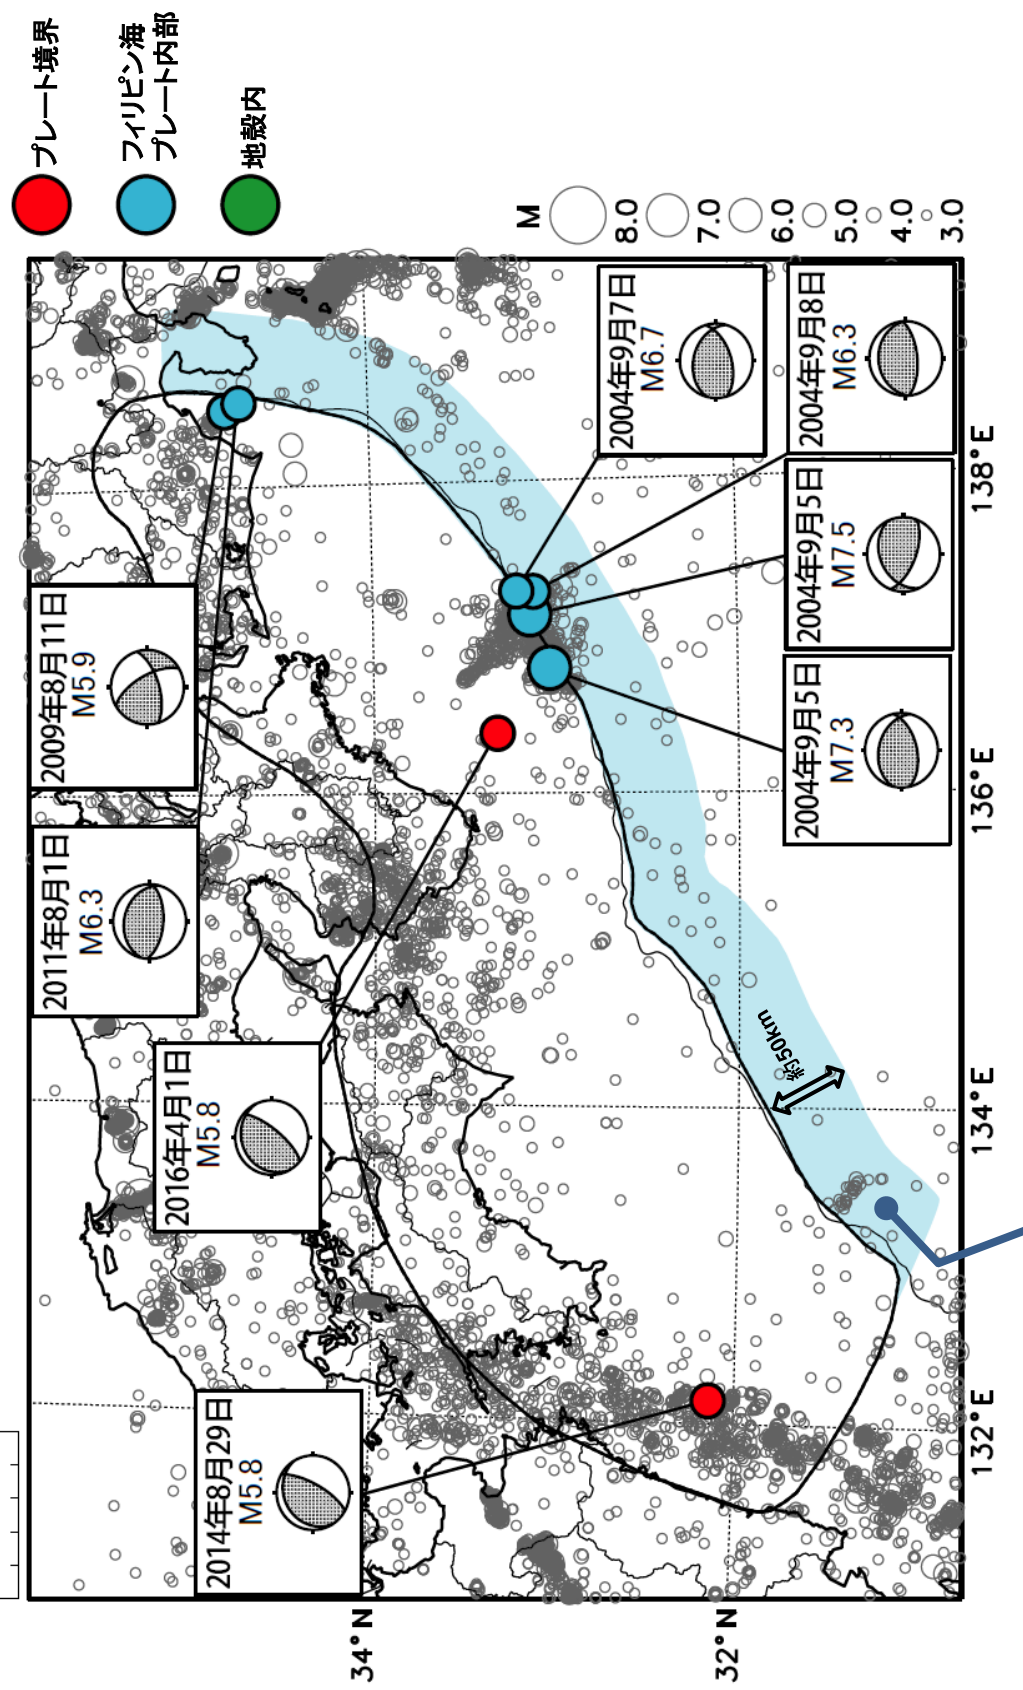 プレート境界
フィリピン海
プレート内部
地殻内
M
8.0
7.0
6.0
5.0
4.0
3.0
2014年8月29日
M5.8
2016年4月1日
M5.8
2011年8月1日
M6.3
2009年8月11日
M5.9
2004年9月5日
M7.3
2004年9月5日
M7.5
2004年9月7日
M6.7
2004年9月8日
M6.3
約50km
34°N
32°N
132°E
134°E
136°E
138°E